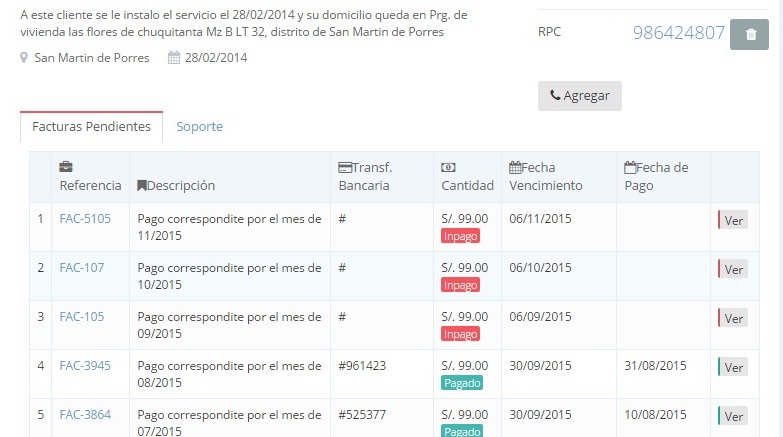 A este cliente se le instalo el servicio el 28/02/2014 y su domicilio queda en Prg. de
vivienda las flores de chuquitanta Mz B LT 32, distrito de San Martin de Porres
San Martin de Porres 28/02/2014
RPC 986424807
Agregar
Facturas Pendientes Soporte
Referencia Descripción Transf. Bancaria Cantidad Fecha Vencimiento Fecha de Pago
1 FAC-5105 Pago correspondite por el mes de # S/. 99.00 06/11/2015 Ver
11/2015 Inpago
2 FAC-107 Pago correspondite por el mes de # S/. 99.00 06/10/2015 Ver
10/2015 Inpago
3 FAC-105 Pago correspondite por el mes de # S/. 99.00 06/09/2015 Ver
09/2015 Inpago
4 FAC-3945 Pago correspondite por el mes de #961423 S/. 99.00 30/09/2015 31/08/2015 Ver
08/2015 Pagado
5 FAC-3864 Pago correspondite por el mes de #525377 S/. 99.00 30/09/2015 10/08/2015 Ver
07/2015 Pagado